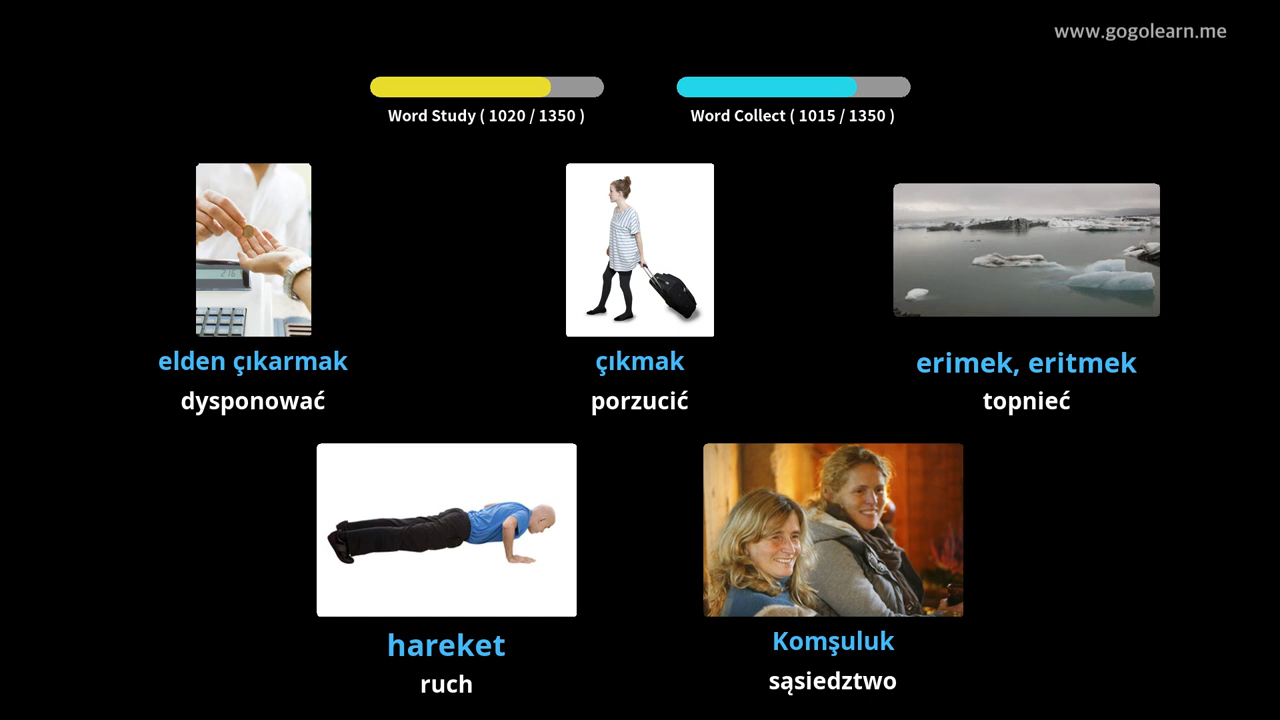 www.gogolearn.me
Word Study ( 1020 / 1350 )
Word Collect ( 1015 / 1350 )
elden çıkarmak
dysponować
çıkmak
porzucić
erimek, eritmek
topnieć
hareket
ruch
Komşuluk
sąsiedztwo